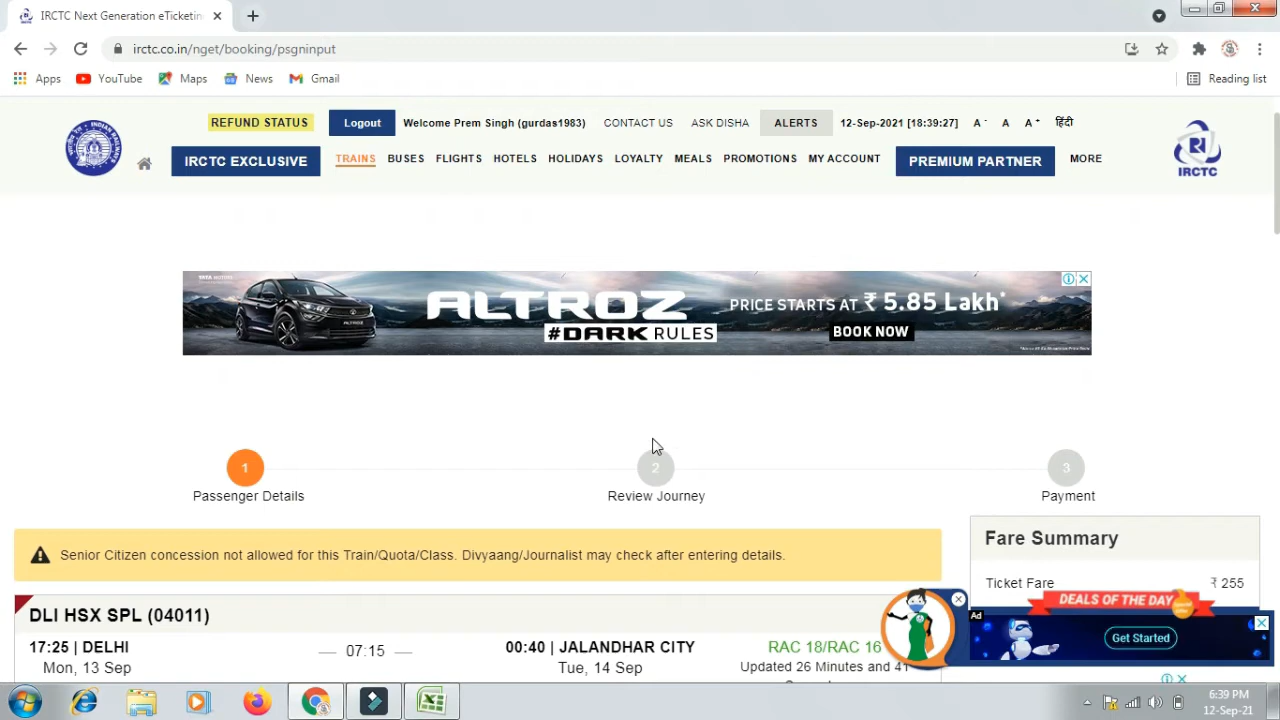 IRCTC Next Generation eTicketin
irctc.co.in/nget/booking/psgninput
Apps YouTube Maps News Gmail Reading list
REFUND STATUS Logout Welcome Prem Singh (gurdas1983) CONTACT US ASK DISHA ALERTS 12-Sep-2021 [18:39:27] A - A A + हिंदी
IRCTC EXCLUSIVE TRAINS BUSES FLIGHTS HOTELS HOLIDAYS LOYALTY MEALS PROMOTIONS MY ACCOUNT PREMIUM PARTNER MORE
INDIAN RAILWAYS
IRCTC
TATA MOTORS
ALTROZ
#DARK RULES
PRICE STARTS AT ₹ 5.85 Lakh*
BOOK NOW
ALTROZ
1 2 3
Passenger Details Review Journey Payment
Senior Citizen concession not allowed for this Train/Quota/Class. Divyaang/Journalist may check after entering details.
Fare Summary
Ticket Fare ₹ 255
DLI HSX SPL (04011)
17:25 | DELHI 07:15 00:40 | JALANDHAR CITY RAC 18/RAC 16
Mon, 13 Sep Tue, 14 Sep Updated 26 Minutes and 41
DEALS OF THE DAY
Ad
Get Started
6:39 PM
12-Sep-21